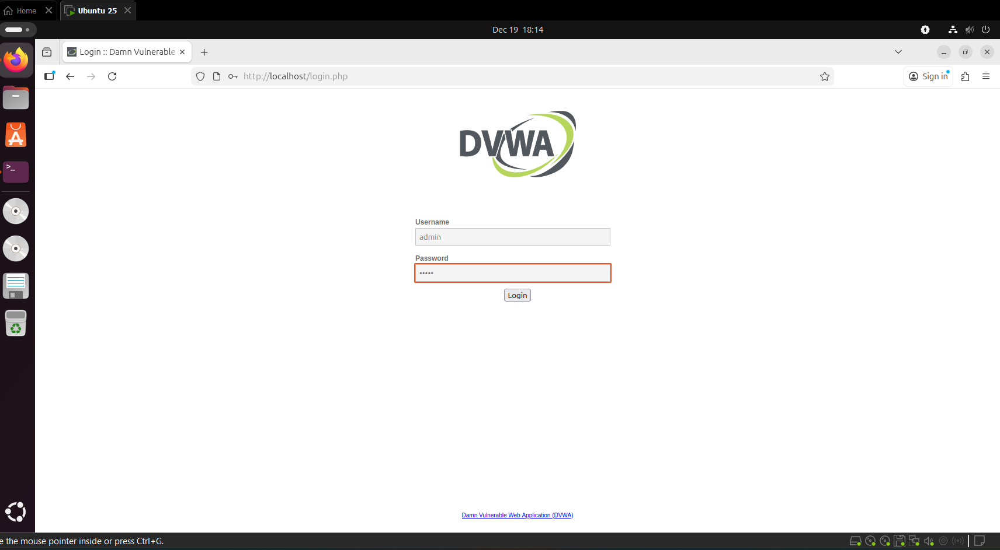 Home
Ubuntu 25
Dec 19 18:14
Login :: Damn Vulnerable
http://localhost/login.php
Sign in
DVWA
Username
admin
Password
•••••
Login
Damn Vulnerable Web Application (DVWA)
e the mouse pointer inside or press Ctrl+G.